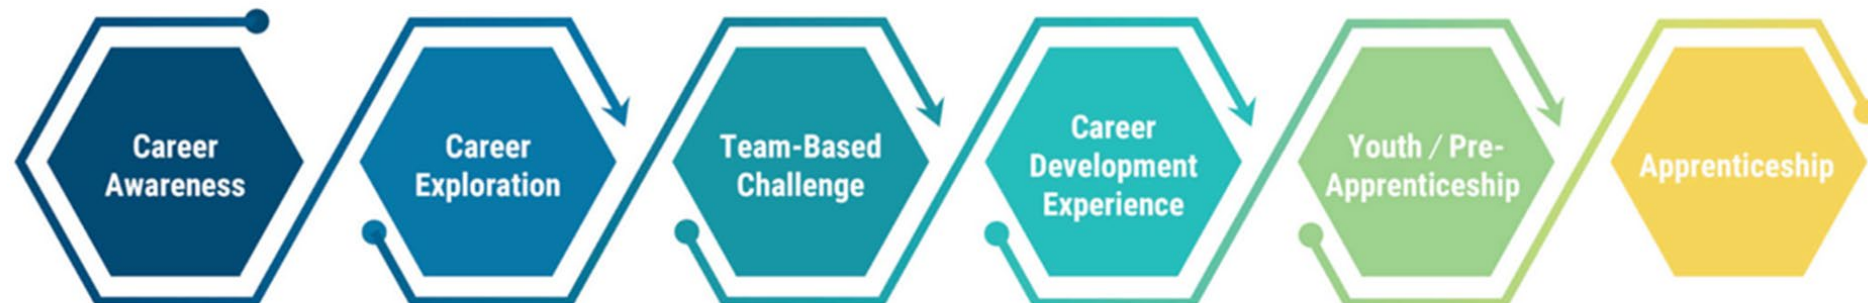 Career
Awareness
Career
Exploration
Team-Based
Challenge
Career
Development
Experience
Youth / Pre-
Apprenticeship
Apprenticeship